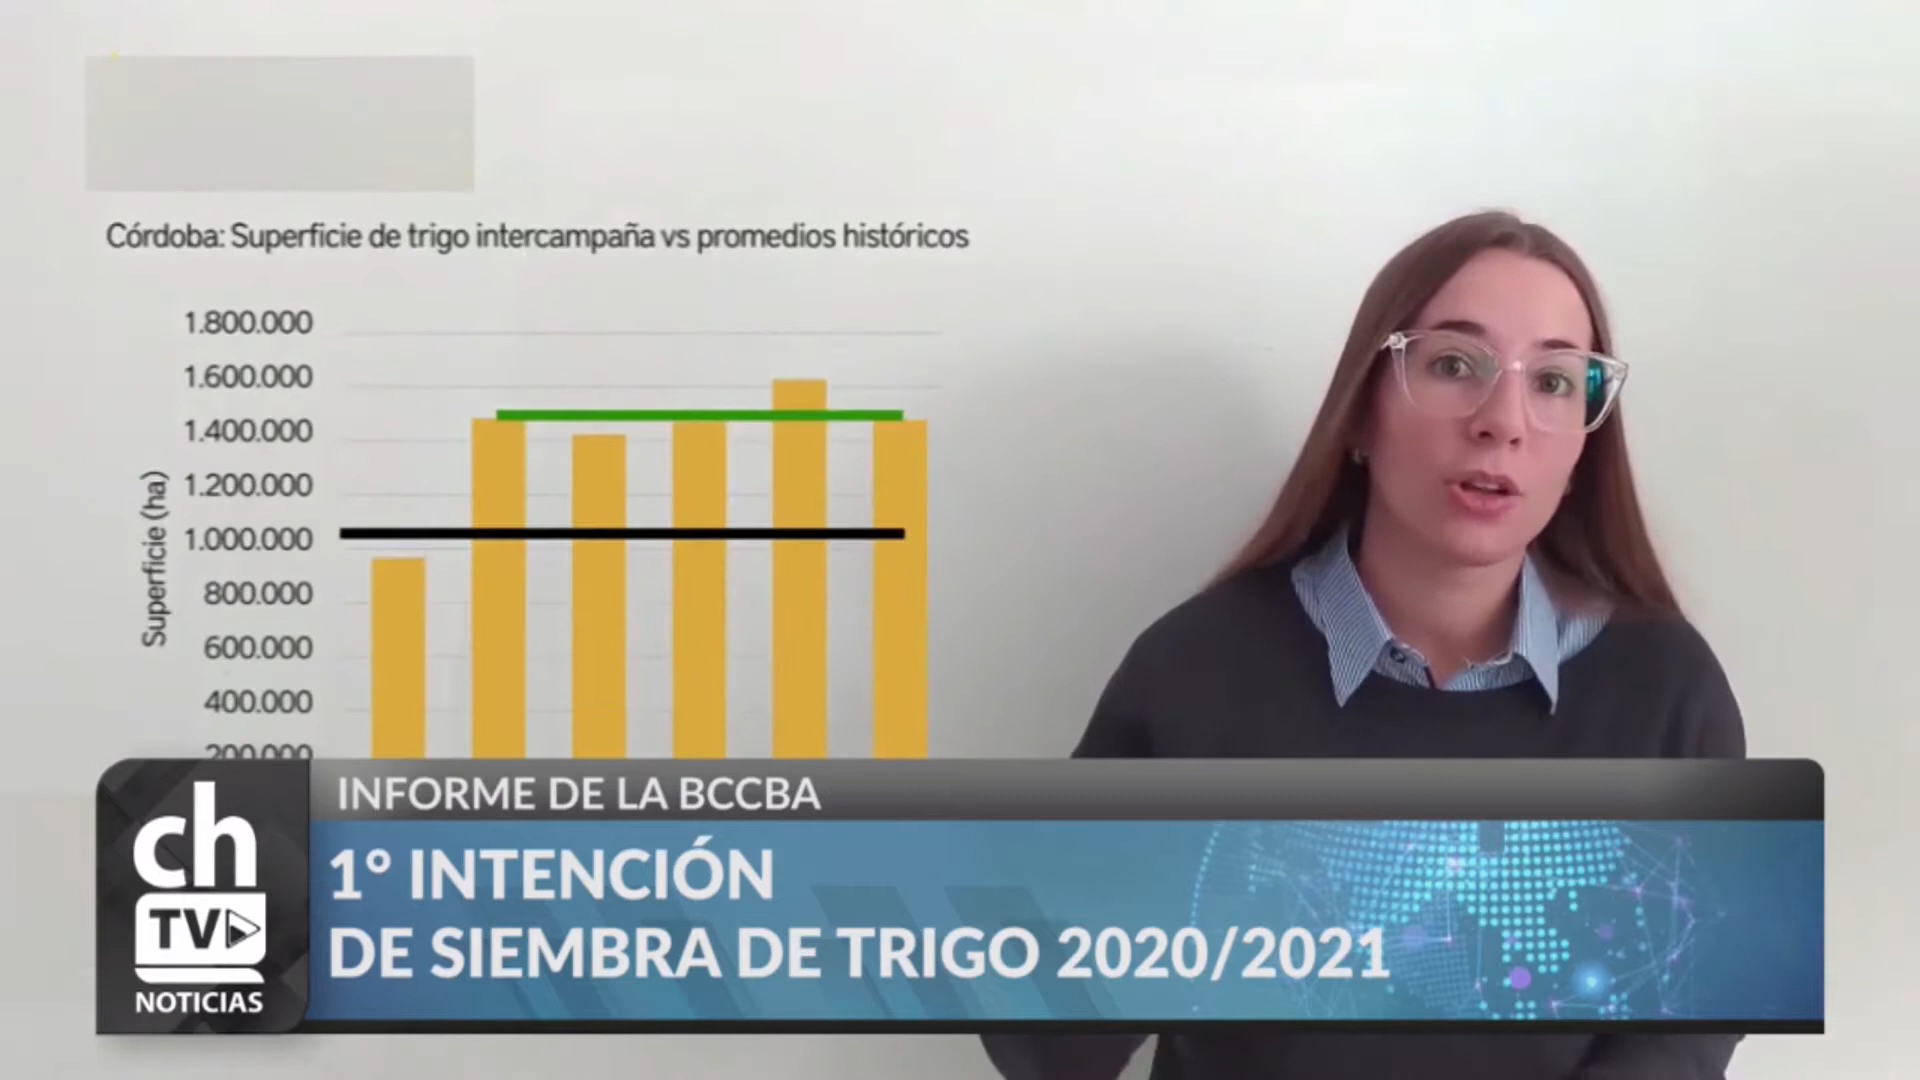 Córdoba: Superficie de trigo intercampaña vs promedios históricos
1.800.000
1.600.000
1.400.000
1.200.000
1.000.000
800.000
600.000
400.000
200.000
Superficie (ha)
INFORME DE LA BCCBA
1° INTENCIÓN
DE SIEMBRA DE TRIGO 2020/2021
ch
TV
NOTICIAS